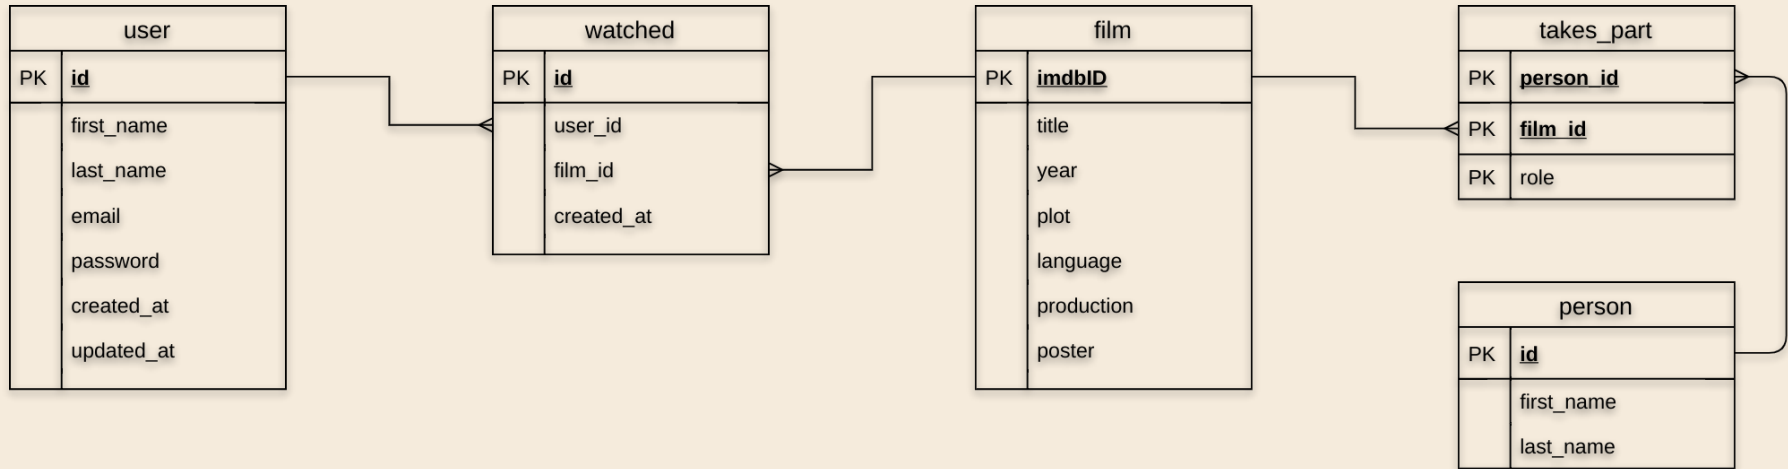 user
PK id
first_name
last_name
email
password
created_at
updated_at
watched
PK id
user_id
film_id
created_at
film
PK imdbID
title
year
plot
language
production
poster
takes_part
PK person_id
PK film_id
PK role
person
PK id
first_name
last_name